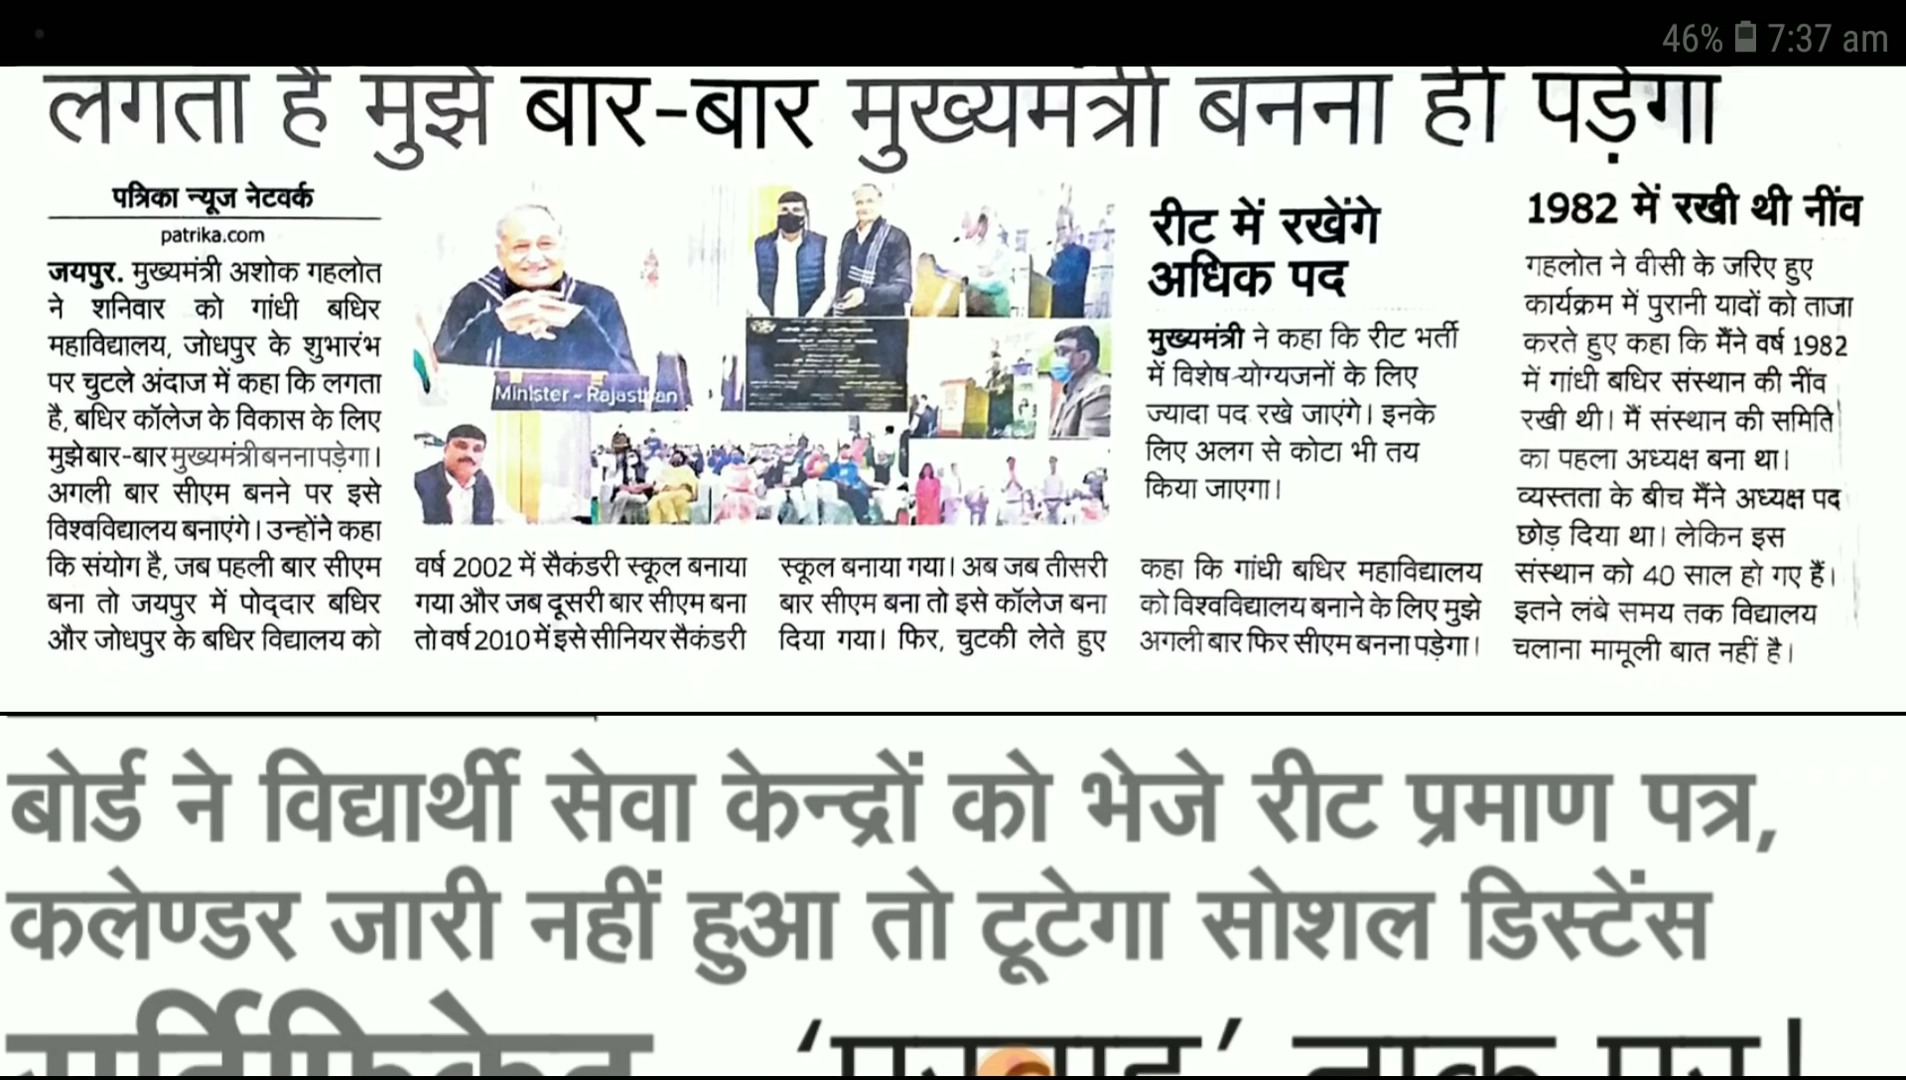 46% 7:37 am
लगता है मुझे बार-बार मुख्यमंत्री बनना ही पड़ेगा
पत्रिका न्यूज नेटवर्क
patrika.com
जयपुर. मुख्यमंत्री अशोक गहलोत
ने शनिवार को गांधी बधिर
महाविद्यालय, जोधपुर के शुभारंभ
पर चुटले अंदाज में कहा कि लगता
है, बधिर कॉलेज के विकास के लिए
मुझे बार-बार मुख्यमंत्री बनना पड़ेगा।
अगली बार सीएम बनने पर इसे
विश्वविद्यालय बनाएंगे। उन्होंने कहा
कि संयोग है, जब पहली बार सीएम
बना तो जयपुर में पोद्दार बधिर
और जोधपुर के बधिर विद्यालय को
Minister - Rajasthan
वर्ष 2002 में सैकंडरी स्कूल बनाया
गया और जब दूसरी बार सीएम बना
तो वर्ष 2010 में इसे सीनियर सैकंडरी
स्कूल बनाया गया। अब जब तीसरी
बार सीएम बना तो इसे कॉलेज बना
दिया गया। फिर, चुटकी लेते हुए
कहा कि गांधी बधिर महाविद्यालय
को विश्वविद्यालय बनाने के लिए मुझे
अगली बार फिर सीएम बनना पड़ेगा।
रीट में रखेंगे
अधिक पद
मुख्यमंत्री ने कहा कि रीट भर्ती
में विशेष योग्यजनों के लिए
ज्यादा पद रखे जाएंगे। इनके
लिए अलग से कोटा भी तय
किया जाएगा।
1982 में रखी थी नींव
गहलोत ने वीसी के जरिए हुए
कार्यक्रम में पुरानी यादों को ताजा
करते हुए कहा कि मैंने वर्ष 1982
में गांधी बधिर संस्थान की नींव
रखी थी। मैं संस्थान की समिति
का पहला अध्यक्ष बना था।
व्यस्तता के बीच मैंने अध्यक्ष पद
छोड़ दिया था। लेकिन इस
संस्थान को 40 साल हो गए हैं।
इतने लंबे समय तक विद्यालय
चलाना मामूली बात नहीं है।
बोर्ड ने विद्यार्थी सेवा केन्द्रों को भेजे रीट प्रमाण पत्र,
कलेण्डर जारी नहीं हुआ तो टूटेगा सोशल डिस्टेंस